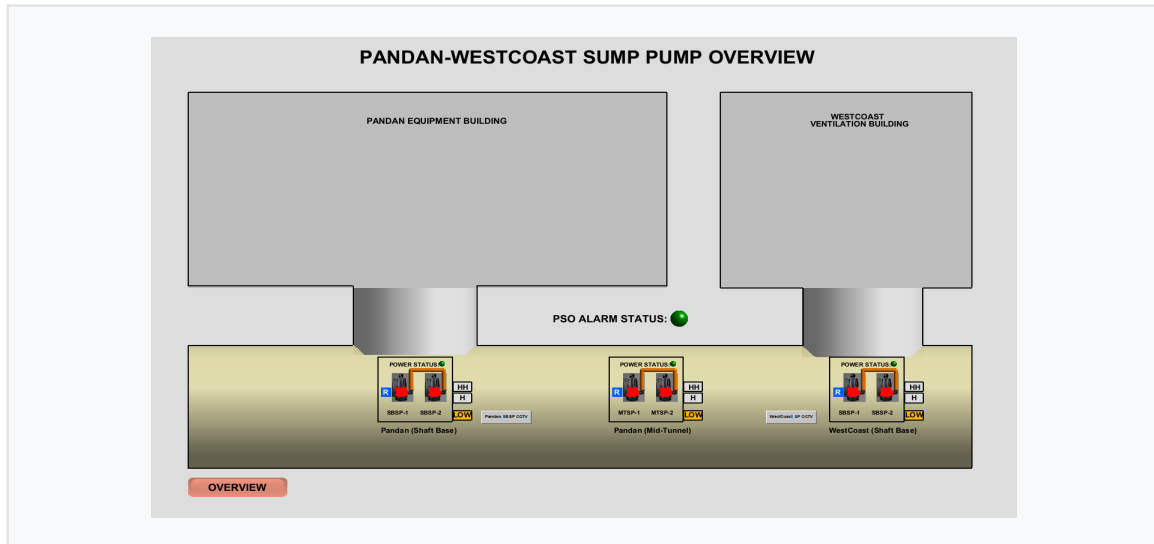 PANDAN-WESTCOAST SUMP PUMP OVERVIEW
PANDAN EQUIPMENT BUILDING
WESTCOAST
VENTILATION BUILDING
PSO ALARM STATUS:
POWER STATUS
R
HH
H
SBSP-1 SBSP-2
LOW
Pandan SBSP CCTV
Pandan (Shaft Base)
POWER STATUS
R
HH
H
MTSP-1 MTSP-2
LOW
Pandan (Mid-Tunnel)
WestCoast SP CCTV
POWER STATUS
R
HH
H
SBSP-1 SBSP-2
LOW
WestCoast (Shaft Base)
OVERVIEW